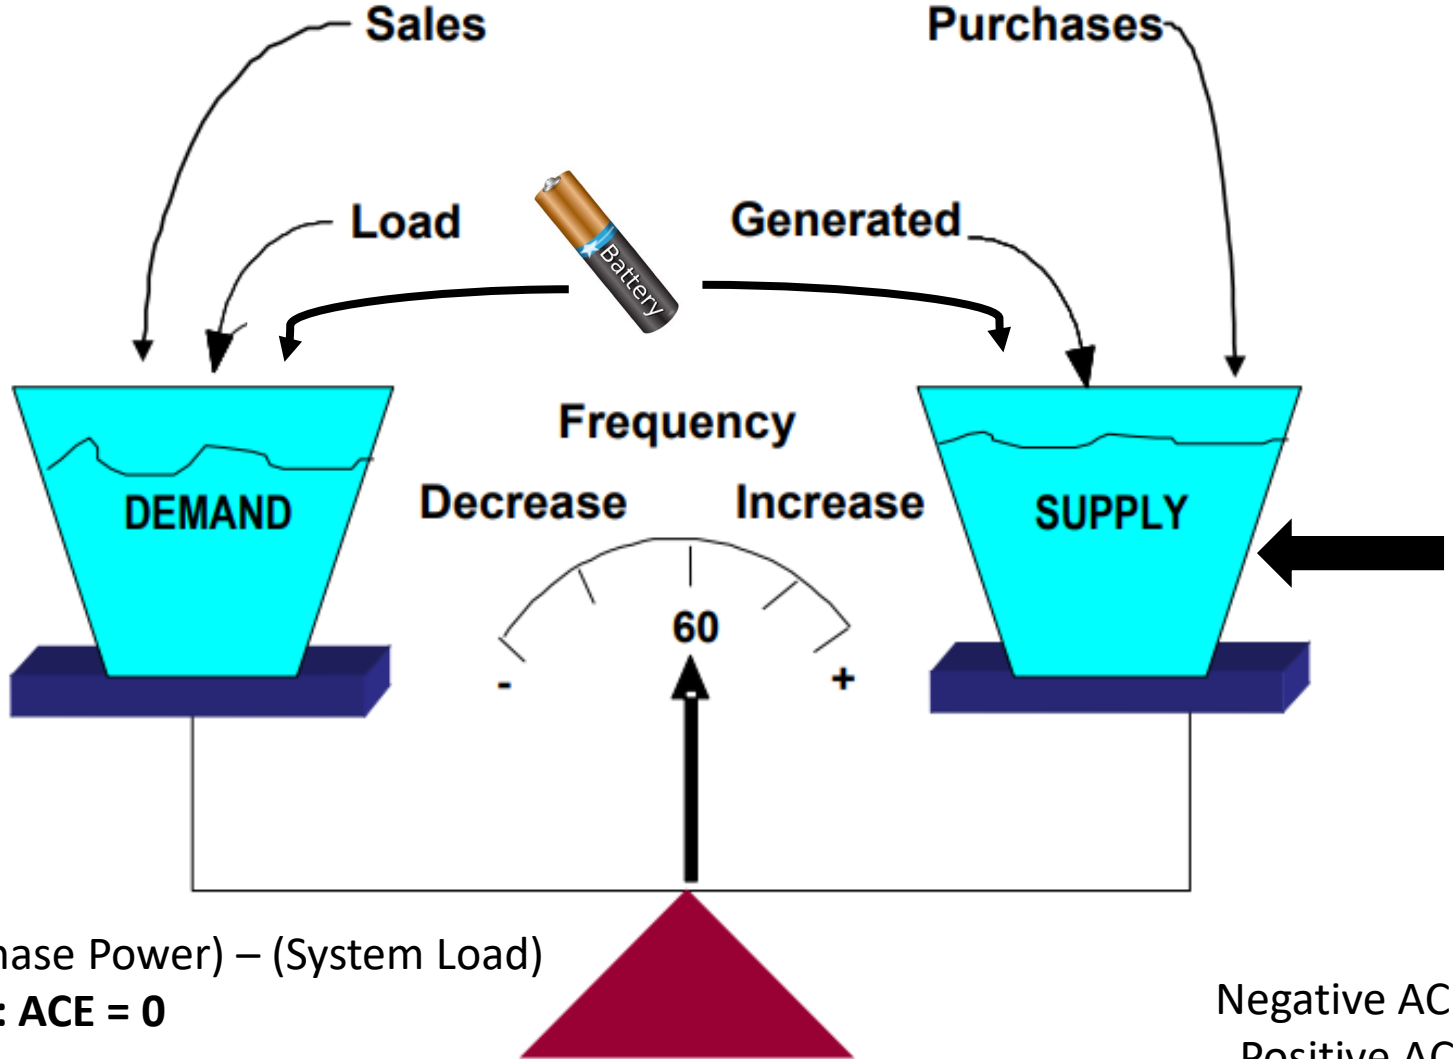 Sales
Purchases
Load
Generated
Battery
Frequency
Decrease
Increase
DEMAND
SUPPLY
60
-
+
hase Power) – (System Load)
: ACE = 0
Negative AC
Positive AC